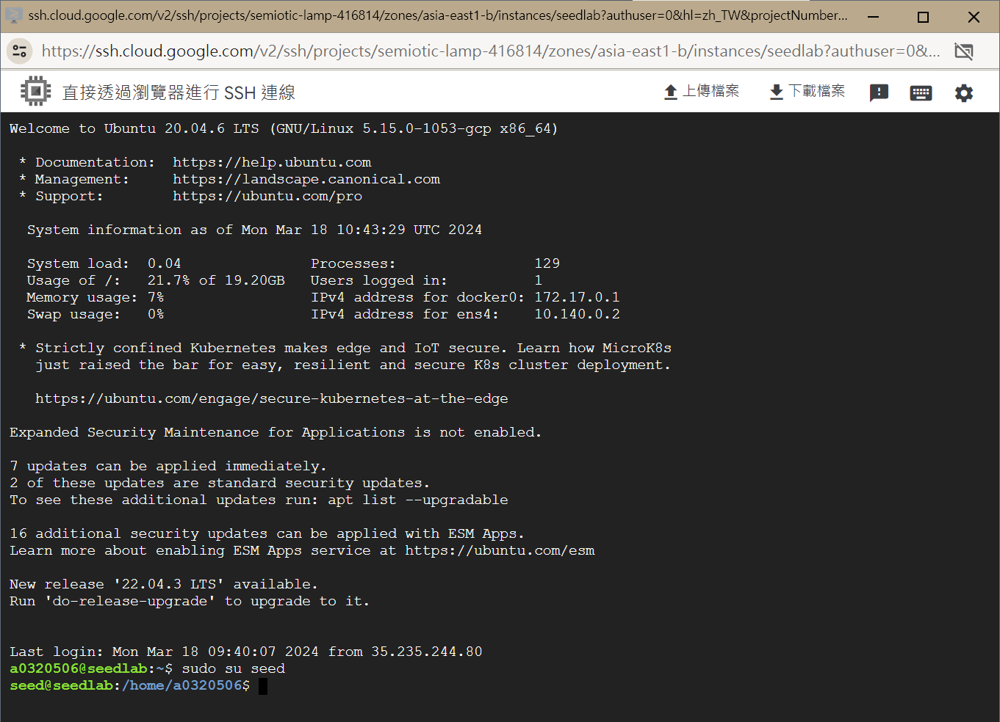 ssh.cloud.google.com/v2/ssh/projects/semiotic-lamp-416814/zones/asia-east1-b/instances/seedlab?authuser=0&hl=zh_TW&projectNumber...
https://ssh.cloud.google.com/v2/ssh/projects/semiotic-lamp-416814/zones/asia-east1-b/instances/seedlab?authuser=0&...
直接透過瀏覽器進行 SSH 連線
上傳檔案 下載檔案
Welcome to Ubuntu 20.04.6 LTS (GNU/Linux 5.15.0-1053-gcp x86_64)
* Documentation:  https://help.ubuntu.com
* Management:     https://landscape.canonical.com
* Support:        https://ubuntu.com/pro
System information as of Mon Mar 18 10:43:29 UTC 2024
System load:  0.04               Processes:                129
Usage of /:   21.7% of 19.20GB   Users logged in:          1
Memory usage: 7%                 IPv4 address for docker0: 172.17.0.1
Swap usage:   0%                 IPv4 address for ens4:    10.140.0.2
* Strictly confined Kubernetes makes edge and IoT secure. Learn how MicroK8s
just raised the bar for easy, resilient and secure K8s cluster deployment.
https://ubuntu.com/engage/secure-kubernetes-at-the-edge
Expanded Security Maintenance for Applications is not enabled.
7 updates can be applied immediately.
2 of these updates are standard security updates.
To see these additional updates run: apt list --upgradable
16 additional security updates can be applied with ESM Apps.
Learn more about enabling ESM Apps service at https://ubuntu.com/esm
New release '22.04.3 LTS' available.
Run 'do-release-upgrade' to upgrade to it.
Last login: Mon Mar 18 09:40:07 2024 from 35.235.244.80
a0320506@seedlab:~$ sudo su seed
seed@seedlab:/home/a0320506$